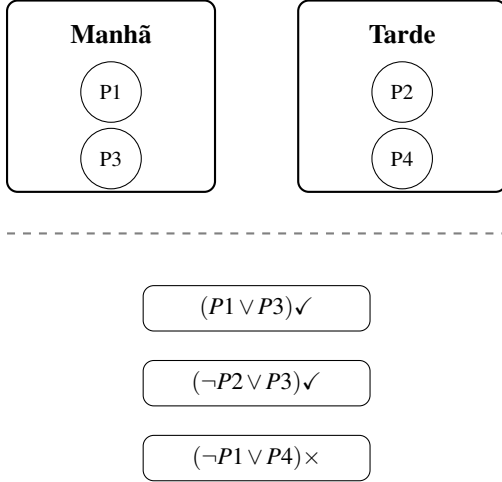 Manhã Tarde
P1 P2
P3 P4
(P1 ∨ P3)✓
(¬P2 ∨ P3)✓
(¬P1 ∨ P4)×